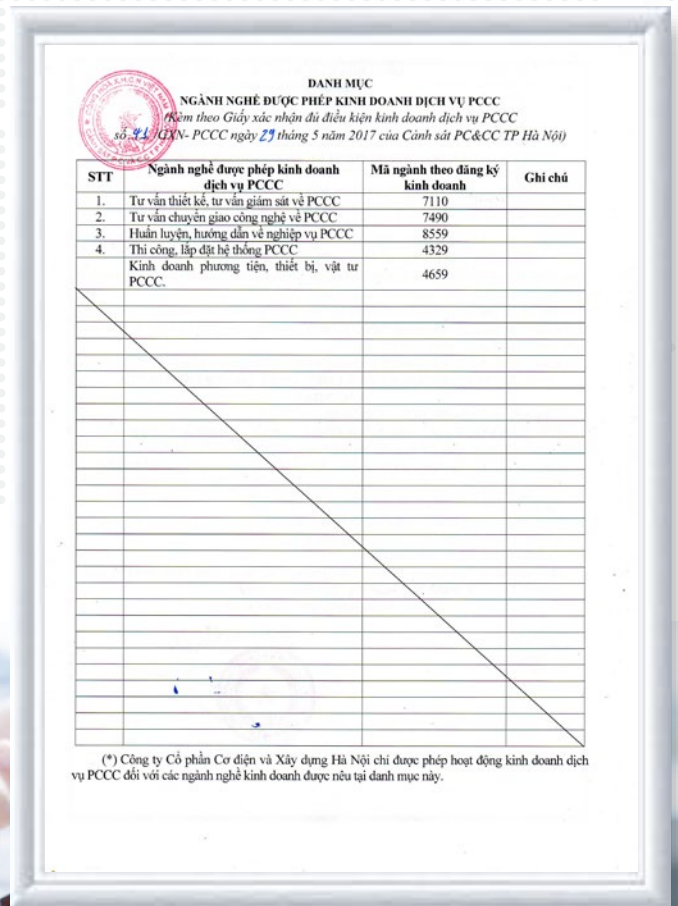 DANH MỤC
NGÀNH NGHỀ ĐƯỢC PHÉP KINH DOANH DỊCH VỤ PCCC
(Kèm theo Giấy xác nhận đủ điều kiện kinh doanh dịch vụ PCCC
số 41 /GXN- PCCC ngày 29 tháng 5 năm 2017 của Cảnh sát PC&CC TP Hà Nội)
STT Ngành nghề được phép kinh doanh dịch vụ PCCC Mã ngành theo đăng ký kinh doanh Ghi chú
1. Tư vấn thiết kế, tư vấn giám sát về PCCC 7110
2. Tư vấn chuyển giao công nghệ về PCCC 7490
3. Huấn luyện, hướng dẫn về nghiệp vụ PCCC 8559
4. Thi công, lắp đặt hệ thống PCCC 4329
Kinh doanh phương tiện, thiết bị, vật tư
PCCC. 4659
(*) Công ty Cổ phần Cơ điện và Xây dựng Hà Nội chỉ được phép hoạt động kinh doanh dịch
vụ PCCC đối với các ngành nghề kinh doanh được nêu tại danh mục này.